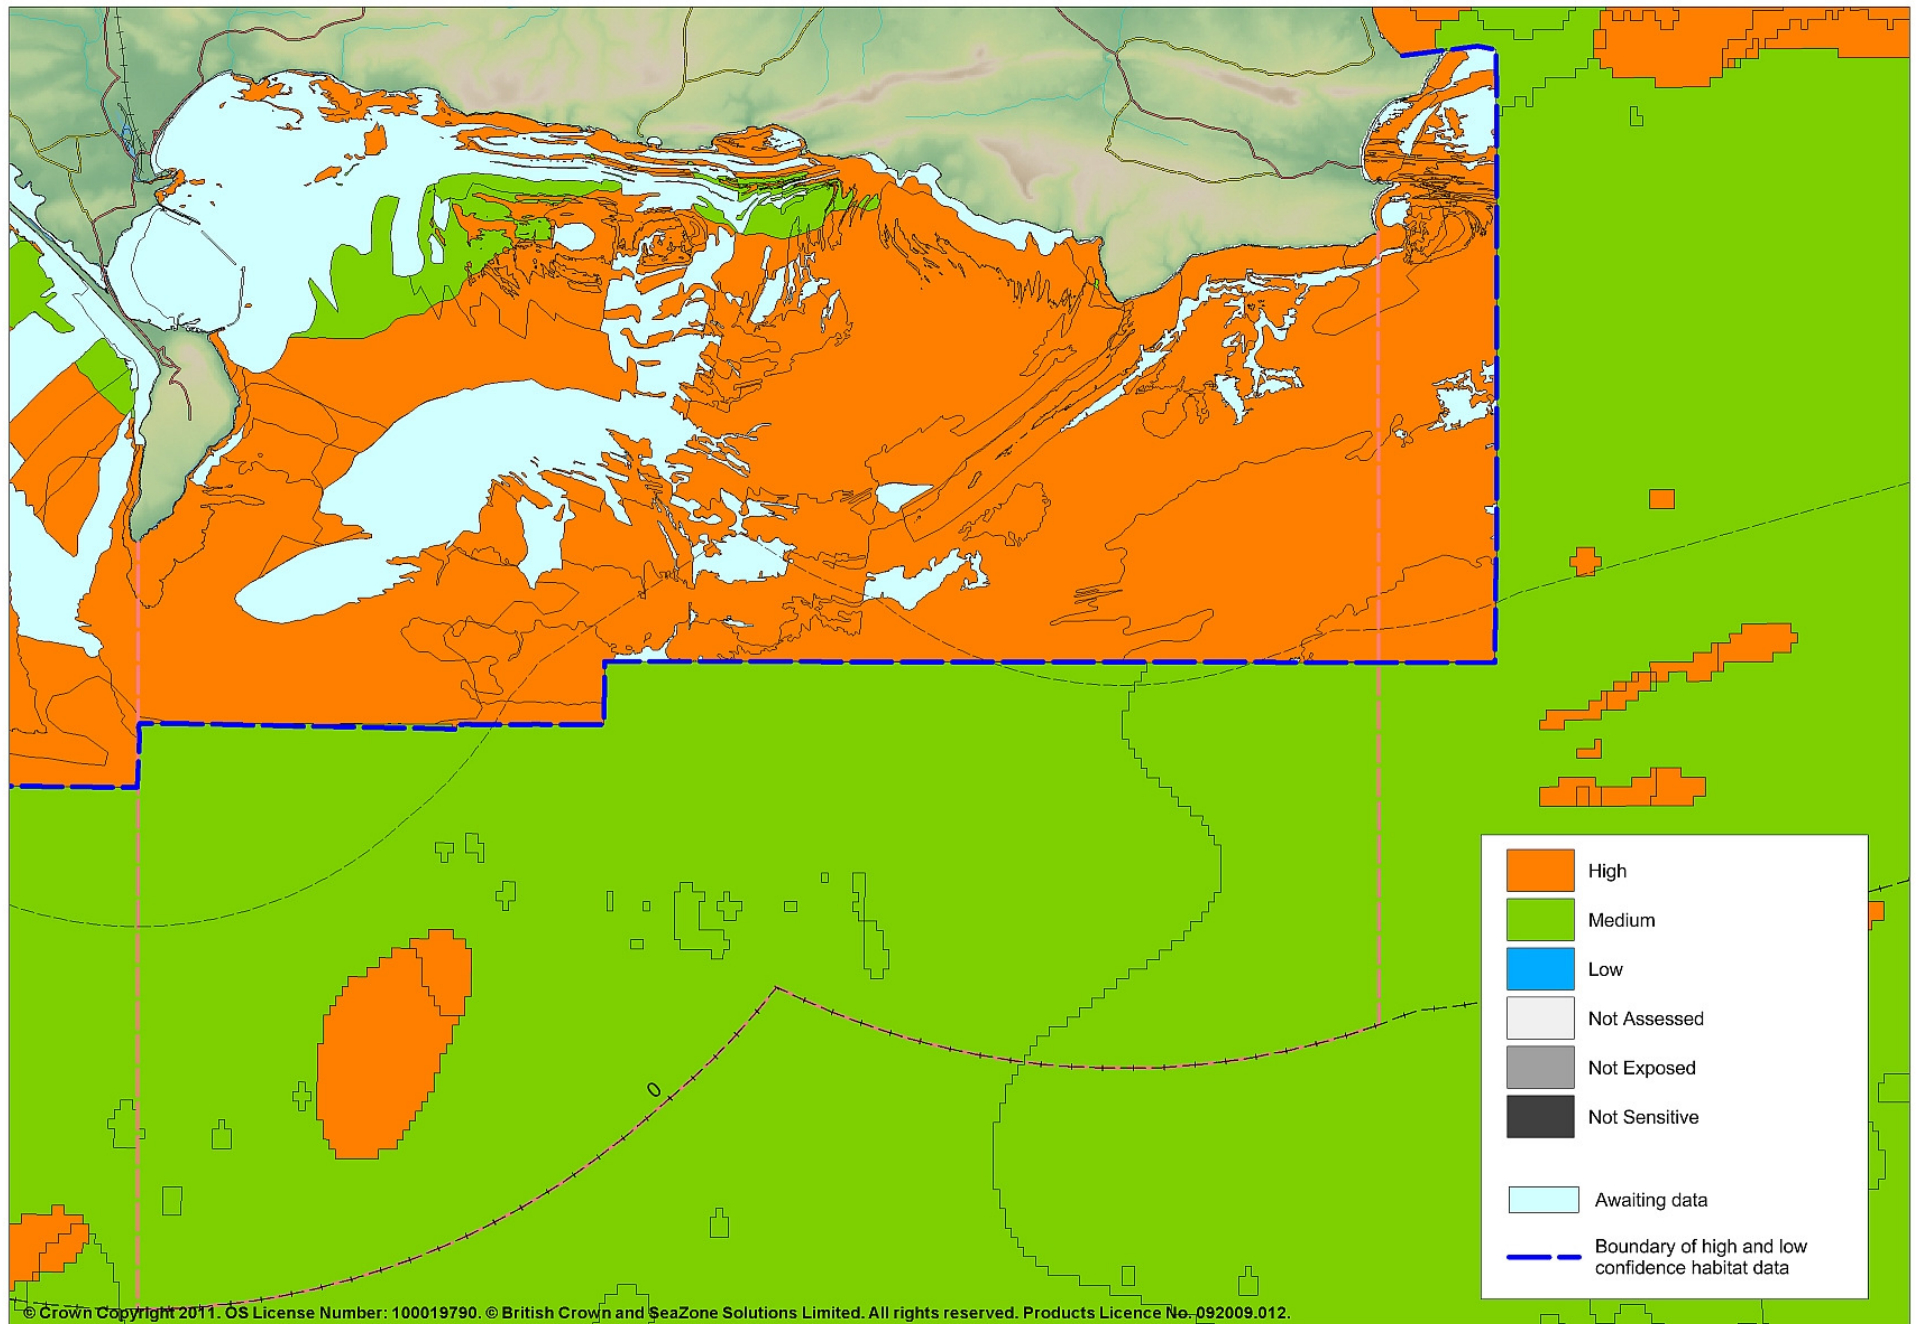 High
Medium
Low
Not Assessed
Not Exposed
Not Sensitive
Awaiting data
Boundary of high and low
confidence habitat data
0
© Crown Copyright 2011. OS License Number: 100019790. © British Crown and SeaZone Solutions Limited. All rights reserved. Products Licence No. 092009.012.